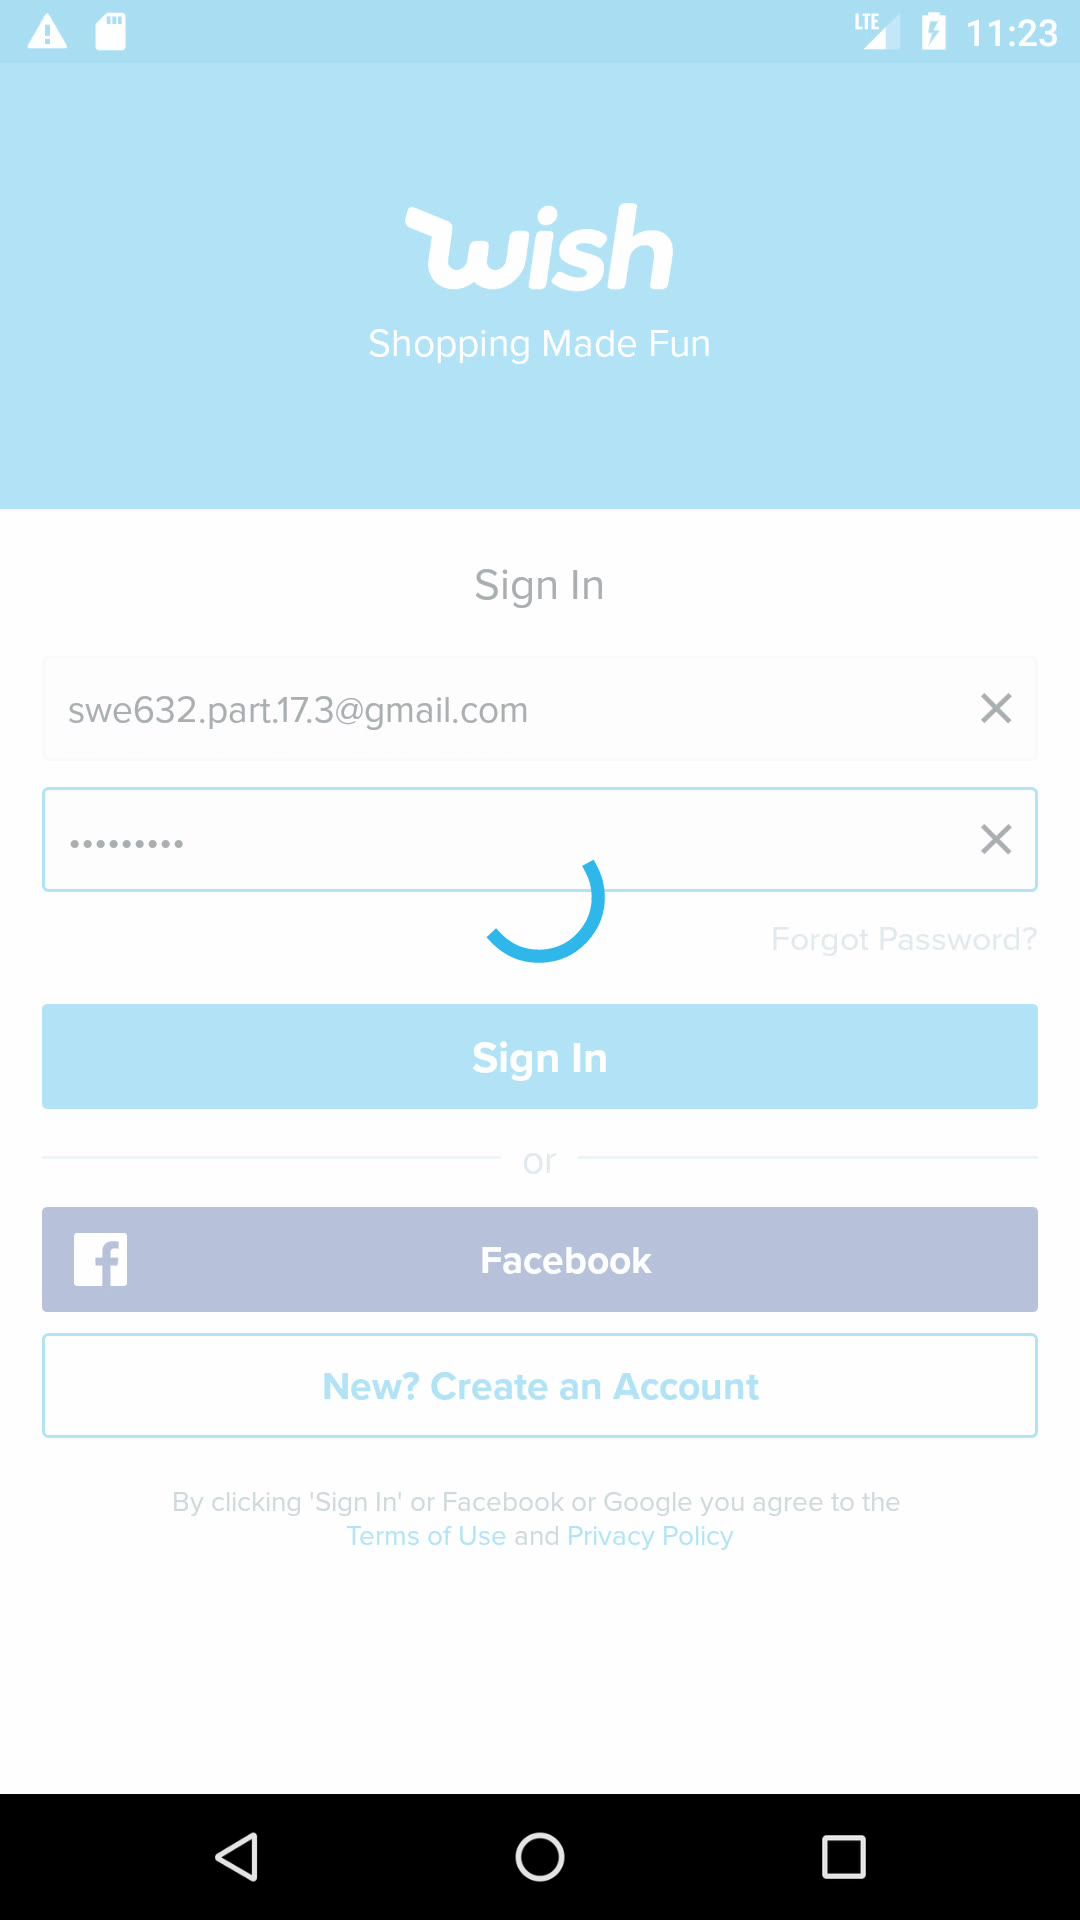 LTE 11:23
wish
Shopping Made Fun
Sign In
swe632.part.17.3@gmail.com
•••••••••
Forgot Password?
Sign In
or
Facebook
New? Create an Account
By clicking 'Sign In' or Facebook or Google you agree to the
Terms of Use and Privacy Policy